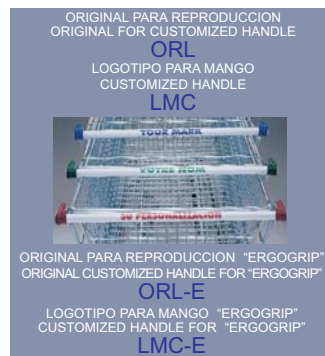 ORIGINAL PARA REPRODUCCION
ORIGINAL FOR CUSTOMIZED HANDLE
ORL
LOGOTIPO PARA MANGO
CUSTOMIZED HANDLE
LMC
TOUR MARK
VOTRE NOM
SU PERSONALIZACION
ORIGINAL PARA REPRODUCCION “ERGOGRIP”
ORIGINAL CUSTOMIZED HANDLE FOR “ERGOGRIP”
ORL-E
LOGOTIPO PARA MANGO “ERGOGRIP”
CUSTOMIZED HANDLE FOR “ERGOGRIP”
LMC-E